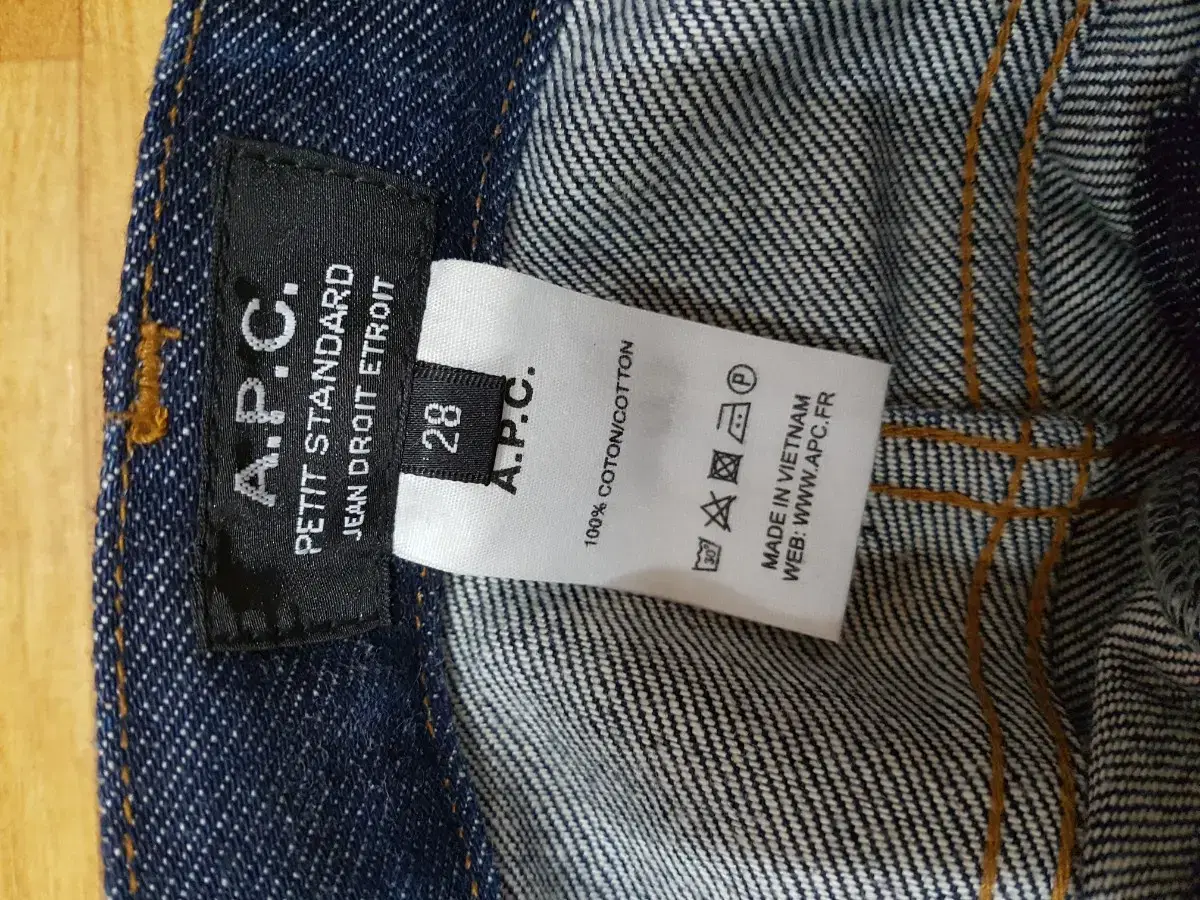 A.P.C.
PETIT STANDARD
JEAN DROIT ETROIT
28
A.P.C.
100% COTON/COTTON
30°
P
MADE IN VIETNAM
WEB: WWW.APC.FR